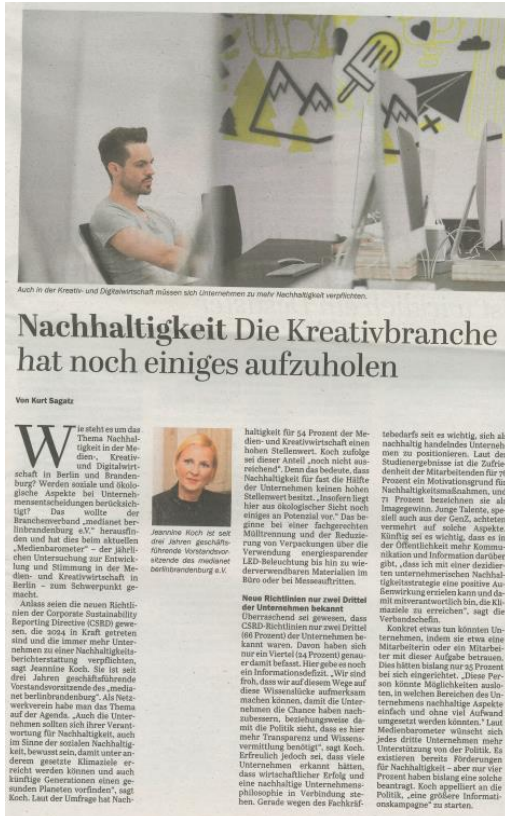 Auch in der Kreativ- und Digitalwirtschaft müssen sich Unternehmen zu mehr Nachhaltigkeit verpflichten.
Nachhaltigkeit Die Kreativbranche
hat noch einiges aufzuholen
Von Kurt Sagatz
Wie steht es um das
Thema Nachhal-
tigkeit in der Me-
dien-, Kreativ-
und Digitalwirt-
schaft in Berlin und Branden-
burg? Werden soziale und ökolo-
gische Aspekte bei Unterneh-
mensentscheidungen berücksich-
tigt? Das wollte der
Branchenverband „medianet ber-
linbrandenburg e.V.“ herausfin-
den und hat dies beim aktuellen
„Medienbarometer“ – der jährli-
chen Untersuchung zur Entwick-
lung und Stimmung in der Me-
dien- und Kreativwirtschaft in
Berlin – zum Schwerpunkt ge-
macht.
Anlass seien die neuen Richtli-
nien der Corporate Sustainability
Reporting Directive (CSRD) gewe-
sen, die 2024 in Kraft getreten
sind und die immer mehr Unter-
nehmen zu einer Nachhaltigkeits-
berichterstattung verpflichten,
sagt Jeannine Koch. Sie ist seit
drei Jahren geschäftsführende
Vorstandsvorsitzende des „media-
net berlinbrandenburg“. Als Netz-
werkverein habe man das Thema
auf der Agenda. „Auch die Unter-
nehmen sollten sich ihrer Verant-
wortung für Nachhaltigkeit, auch
im Sinne der sozialen Nachhaltig-
keit, bewusst sein, damit unter an-
derem gesetzte Klimaziele er-
reicht werden können und auch
künftige Generationen einen ge-
sunden Planeten vorfinden“, sagt
Koch. Laut der Umfrage hat Nach-
Jeannine Koch ist seit
drei Jahren geschäfts-
führende Vorstandsvor-
sitzende des medianet
berlinbrandenburg e.V.
haltigkeit für 54 Prozent der Me-
dien- und Kreativwirtschaft einen
hohen Stellenwert. Koch zufolge
sei dieser Anteil „noch nicht aus-
reichend“. Denn das bedeute, dass
Nachhaltigkeit für fast die Hälfte
der Unternehmen keinen hohen
Stellenwert besitzt. „Insofern liegt
hier aus ökologischer Sicht noch
einiges an Potenzial vor.“ Das be-
ginne bei einer fachgerechten
Mülltrennung und der Reduzie-
rung von Verpackungen über die
Verwendung energiesparender
LED-Beleuchtung bis hin zu wie-
derverwendbaren Materialien im
Büro oder bei Messeauftritten.
Neue Richtlinien nur zwei Drittel
der Unternehmen bekannt
Überraschend sei gewesen, dass
CSRD-Richtlinien nur zwei Drittel
(66 Prozent) der Unternehmen be-
kannt waren. Davon haben sich
nur ein Viertel (24 Prozent) genau-
er damit befasst. Hier gebe es noch
ein Informationsdefizit. „Wir sind
froh, dass wir auf diesem Wege auf
diese Wissenslücke aufmerksam
machen können, damit die Unter-
nehmen die Chance haben nach-
zubessern, beziehungsweise da-
mit die Politik sieht, dass es hier
mehr Transparenz und Wissens-
vermittlung benötigt“, sagt Koch.
Erfreulich jedoch sei, dass viele
Unternehmen erkannt hätten,
dass wirtschaftlicher Erfolg und
eine nachhaltige Unternehmens-
philosophie in Verbindung ste-
hen. Gerade wegen des Fachkräf-
tebedarfs seit es wichtig, sich als
nachhaltig handelndes Unterneh-
men zu positionieren. Laut der
Studienergebnisse ist die Zufrie-
denheit der Mitarbeitenden für
Prozent ein Motivationsgrund für
Nachhaltigkeitsmaßnahmen, und
71 Prozent bezeichnen sie als
Imagegewinn. Junge Talente, spe-
ziell auch aus der GenZ, achteten
vermehrt auf solche Aspekte.
Künftig sei es wichtig, dass es in
der Öffentlichkeit mehr Kommu-
nikation und Information darüber
gibt, „dass ich mit einer dezidier-
ten unternehmerischen Nachhal-
tigkeitsstrategie eine positive Au-
ßenwirkung erzielen kann und da-
mit mitverantwortlich bin, die Kli-
maziele zu erreichen“, sagt die
Verbandschefin.
Konkret etwas tun könnten Un-
ternehmen, indem sie etwa eine
Mitarbeiterin oder ein Mitarbei-
ter mit dieser Aufgabe betrauen.
Dies hätten bislang nur 15 Prozent
bei sich eingerichtet. „Diese Per-
son könnte Möglichkeiten auslo-
ten, in welchen Bereichen des Un-
ternehmens nachhaltige Aspekte
einfach und ohne viel Aufwand
umgesetzt werden könnten.“ Laut
Medienbarometer wünscht sich
jedes dritte Unternehmen mehr
Unterstützung von der Politik. Es
existieren bereits Förderungen
für Nachhaltigkeit – aber nur vier
Prozent haben bislang eine solche
beantragt. Koch appelliert an die
Politik, „eine größere Informati-
onskampagne“ zu starten.